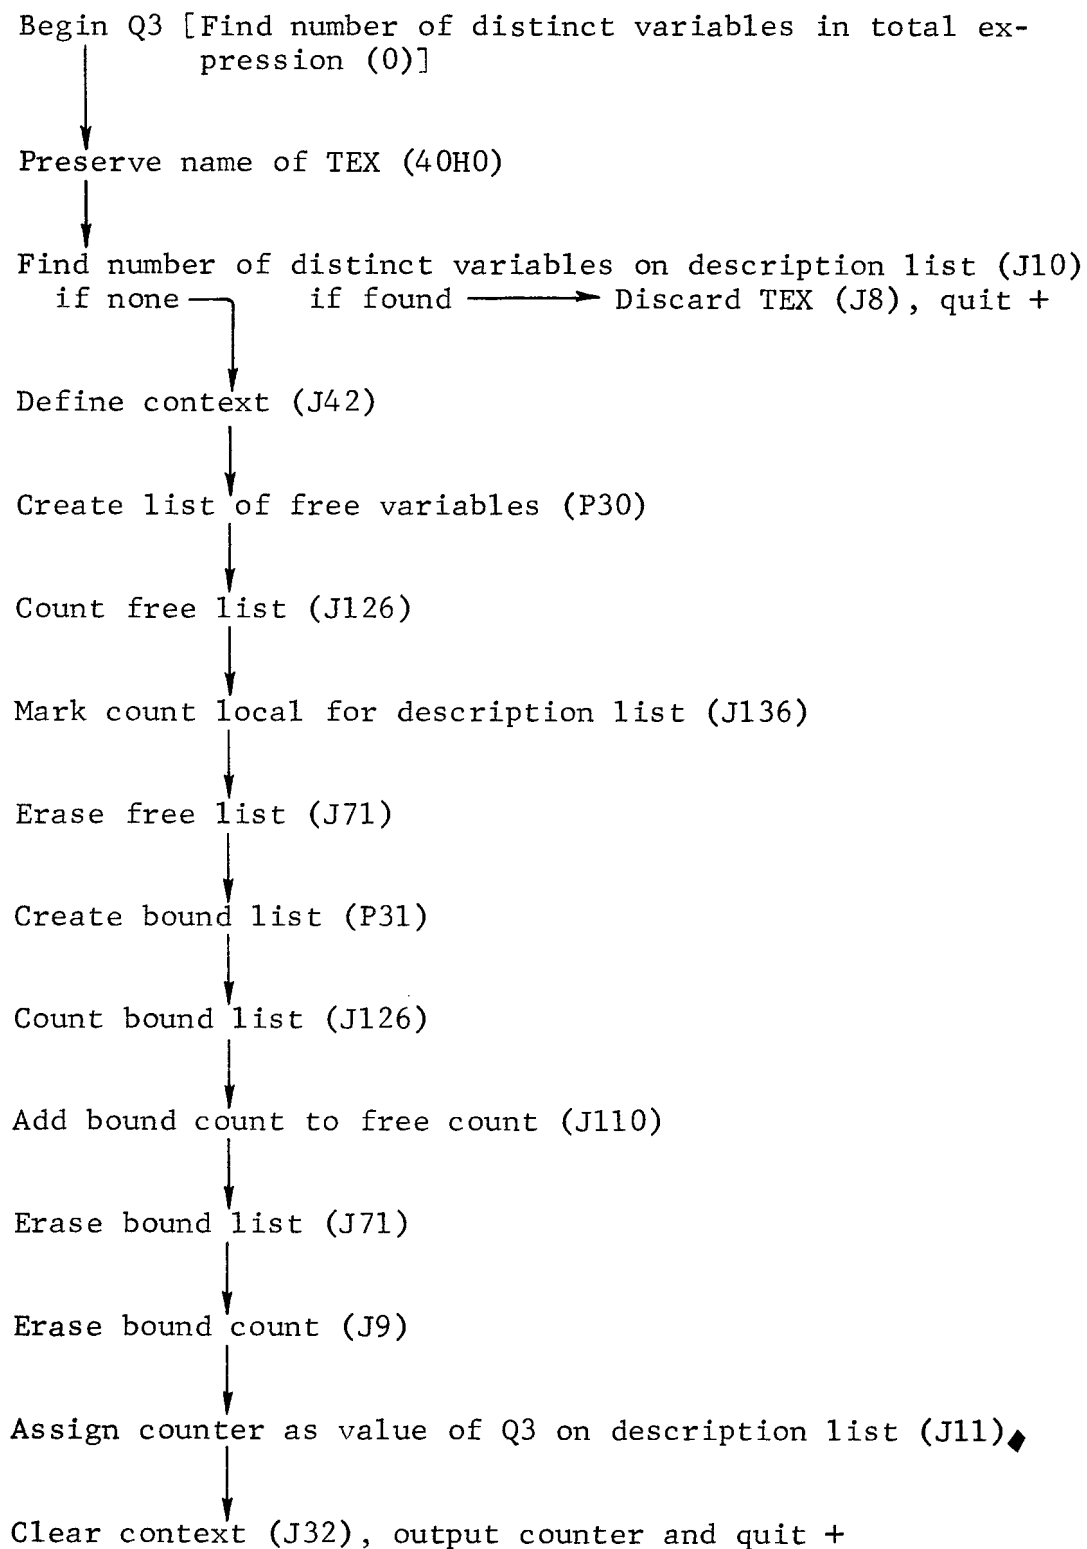 Begin Q3 [Find number of distinct variables in total ex-
pression (0)]
Preserve name of TEX (40H0)
Find number of distinct variables on description list (J10)
if none if found Discard TEX (J8), quit +
Define context (J42)
Create list of free variables (P30)
Count free list (J126)
Mark count local for description list (J136)
Erase free list (J71)
Create bound list (P31)
Count bound list (J126)
Add bound count to free count (J110)
Erase bound list (J71)
Erase bound count (J9)
Assign counter as value of Q3 on description list (J11)
Clear context (J32), output counter and quit +